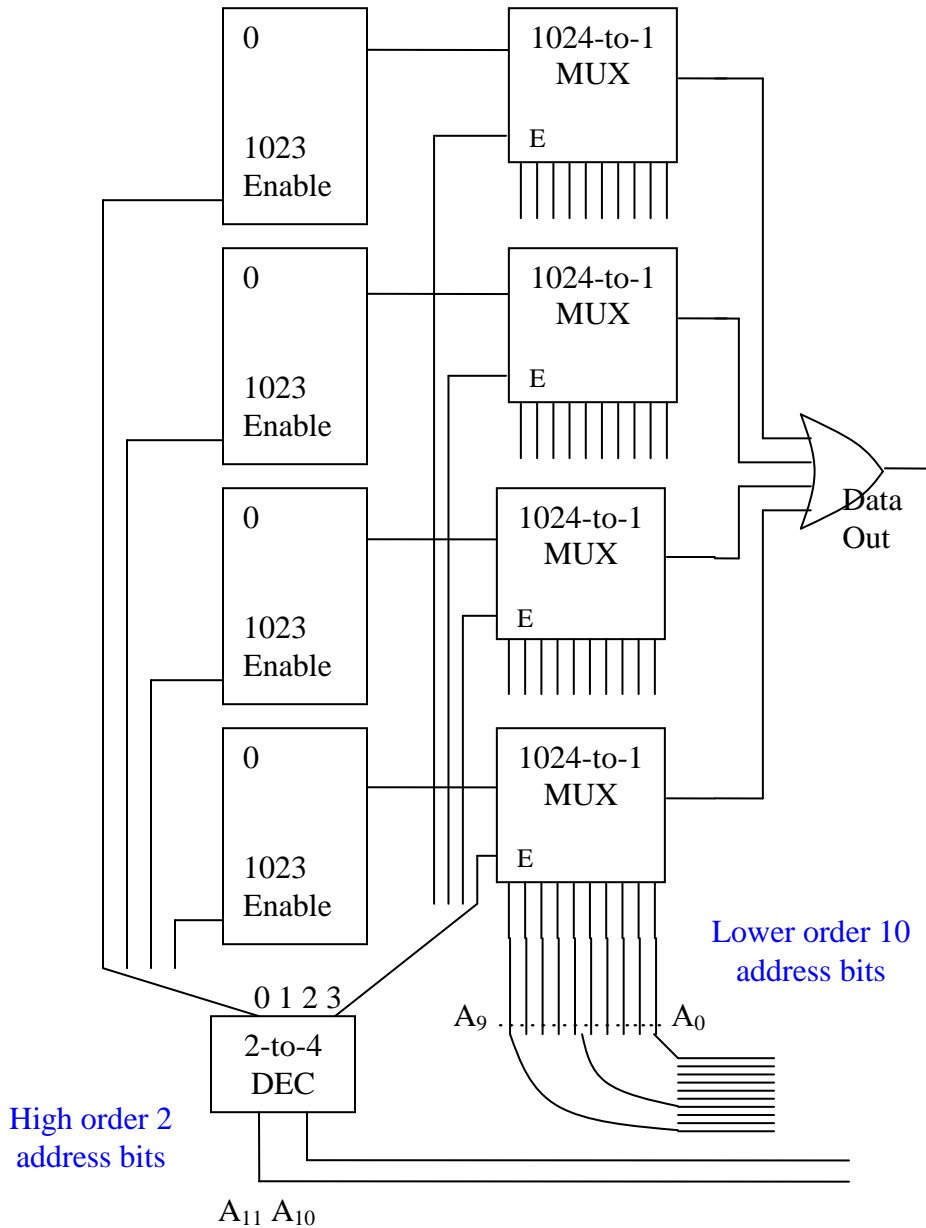 0
1024-to-1
MUX
1023
Enable
E
0
1024-to-1
MUX
1023
Enable
E
0
1024-to-1
MUX
1023
Enable
E
Data
Out
0
1024-to-1
MUX
1023
Enable
E
Lower order 10
address bits
0 1 2 3
A₉
A₀
2-to-4
DEC
High order 2
address bits
A₁₁ A₁₀